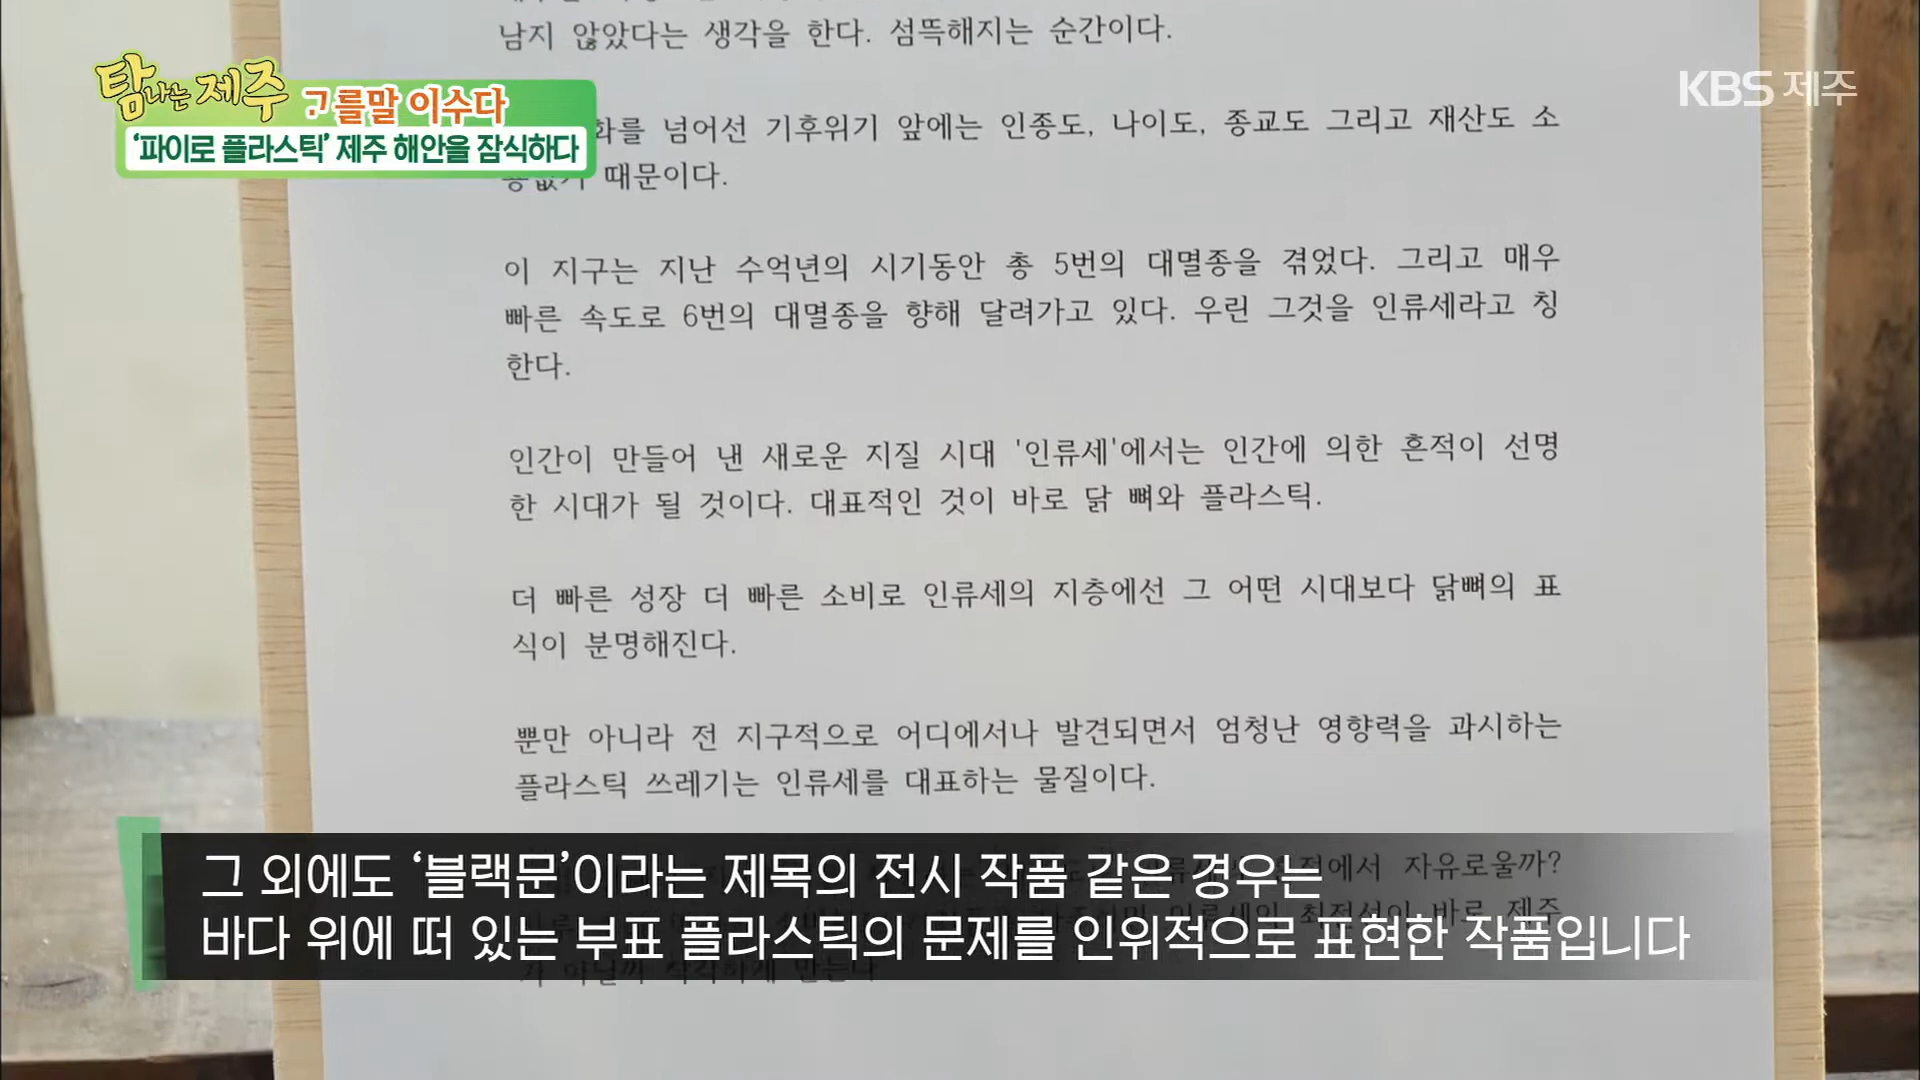 남지 않았다는 생각을 한다. 섬뜩해지는 순간이다.
탐나는 제주
ᄀᆞ를말 이수다
KBS 제주
'파이로 플라스틱' 제주 해안을 잠식하다
화를 넘어선 기후위기 앞에는 인종도, 나이도, 종교도 그리고 재산도 소
때문이다.
이 지구는 지난 수억년의 시기동안 총 5번의 대멸종을 겪었다. 그리고 매우
빠른 속도로 6번의 대멸종을 향해 달려가고 있다. 우린 그것을 인류세라고 칭
한다.
인간이 만들어 낸 새로운 지질 시대 '인류세'에서는 인간에 의한 흔적이 선명
한 시대가 될 것이다. 대표적인 것이 바로 닭 뼈와 플라스틱.
더 빠른 성장 더 빠른 소비로 인류세의 지층에선 그 어떤 시대보다 닭뼈의 표
식이 분명해진다.
뿐만 아니라 전 지구적으로 어디에서나 발견되면서 엄청난 영향력을 과시하는
플라스틱 쓰레기는 인류세를 대표하는 물질이다.
자유로울까?
그 외에도 '블랙문'이라는 제목의 전시 작품 같은 경우는
바다 위에 떠 있는 부표 플라스틱의 문제를 인위적으로 표현한 작품입니다